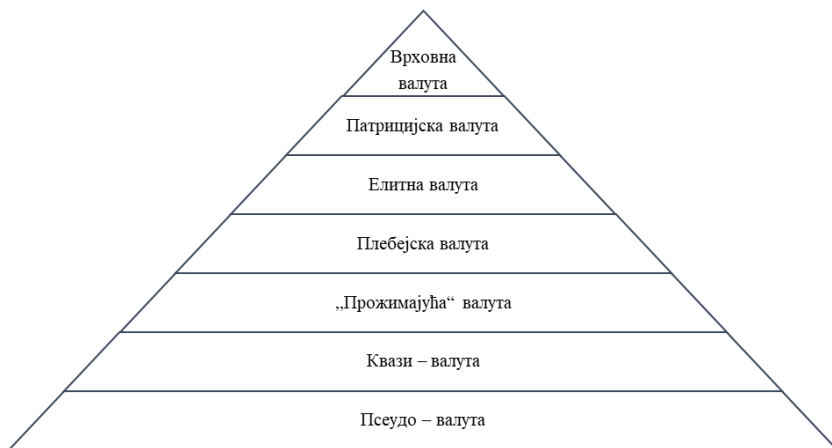 Врховна
валута
Патрицијска валута
Елитна валута
Плебејска валута
„Прожимајућа“ валута
Квази – валута
Псеудо – валута